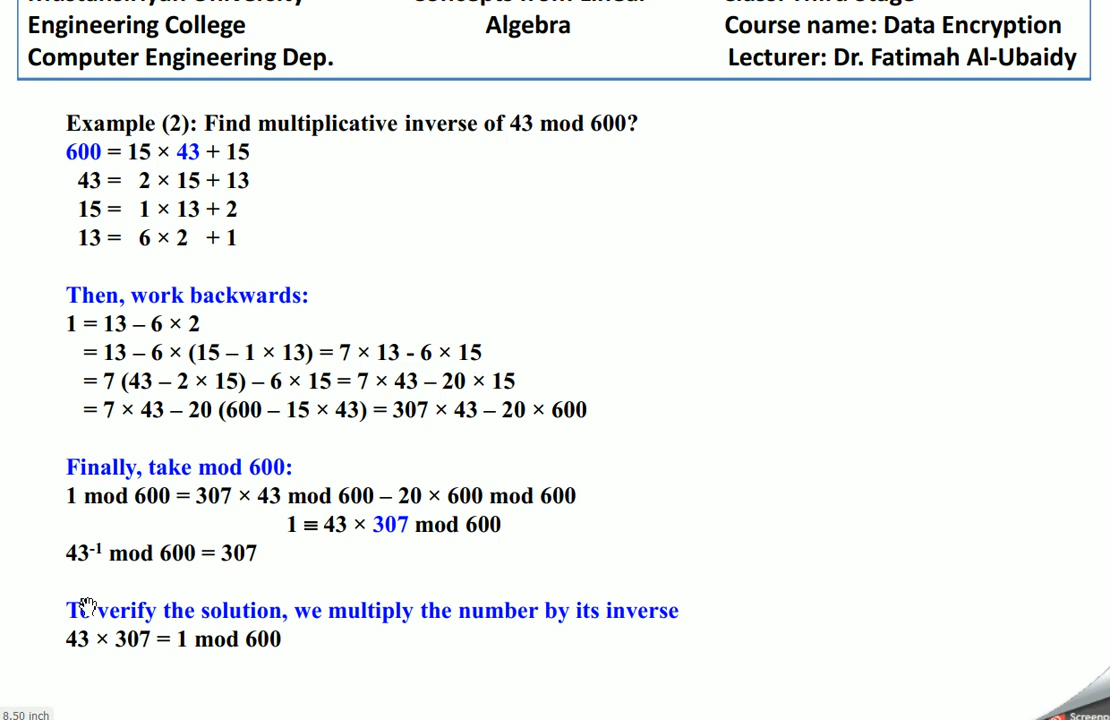 Engineering College
Computer Engineering Dep.
Algebra
Course name: Data Encryption
Lecturer: Dr. Fatimah Al-Ubaidy
Example (2): Find multiplicative inverse of 43 mod 600?
600 = 15 × 43 + 15
43 = 2 × 15 + 13
15 = 1 × 13 + 2
13 = 6 × 2 + 1
Then, work backwards:
1 = 13 – 6 × 2
= 13 – 6 × (15 – 1 × 13) = 7 × 13 - 6 × 15
= 7 (43 – 2 × 15) – 6 × 15 = 7 × 43 – 20 × 15
= 7 × 43 – 20 (600 – 15 × 43) = 307 × 43 – 20 × 600
Finally, take mod 600:
1 mod 600 = 307 × 43 mod 600 – 20 × 600 mod 600
1 ≡ 43 × 307 mod 600
43⁻¹ mod 600 = 307
To verify the solution, we multiply the number by its inverse
43 × 307 = 1 mod 600
8.50 inch